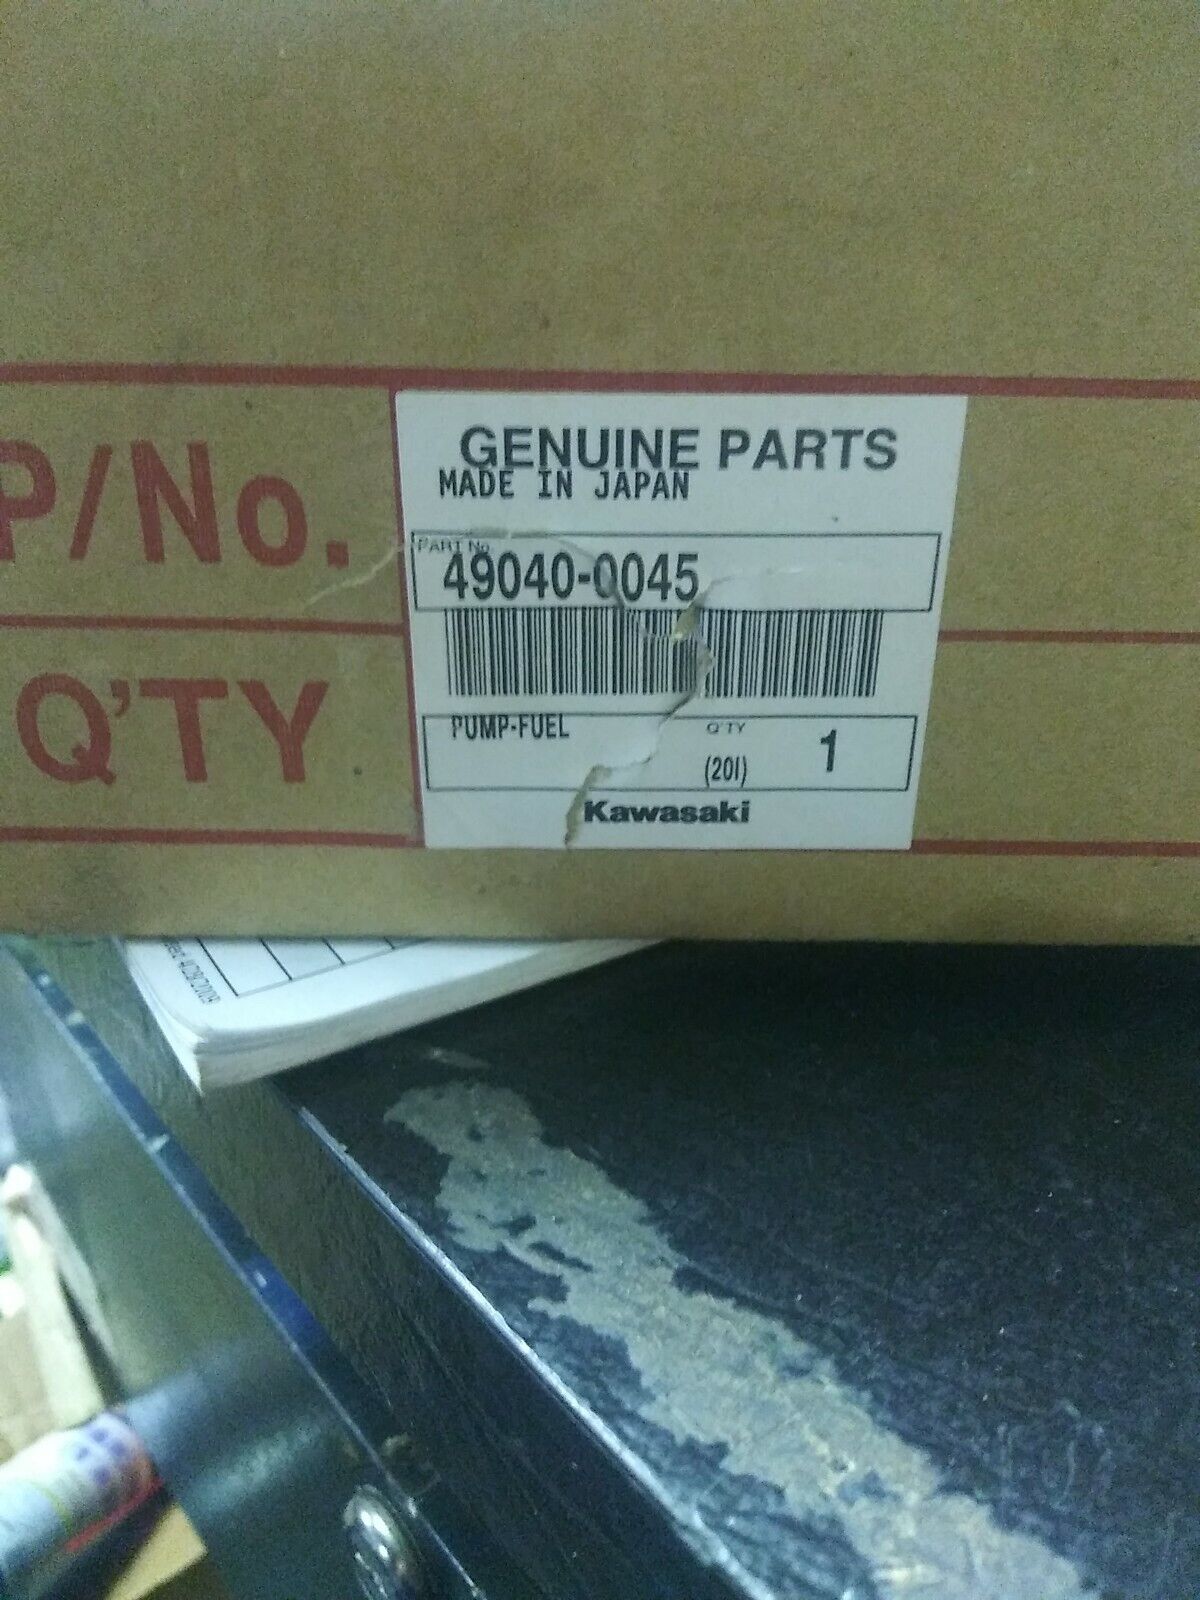 GENUINE PARTS
MADE IN JAPAN
P/No.
PART No.
49040-0045
Q'TY
PUMP-FUEL
Q'TY
(20I)
1
Kawasaki